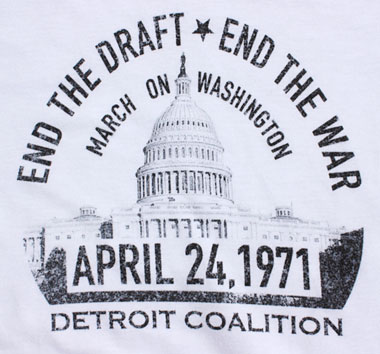 END THE DRAFT ★ END THE WAR
MARCH ON WASHINGTON
APRIL 24, 1971
DETROIT COALITION